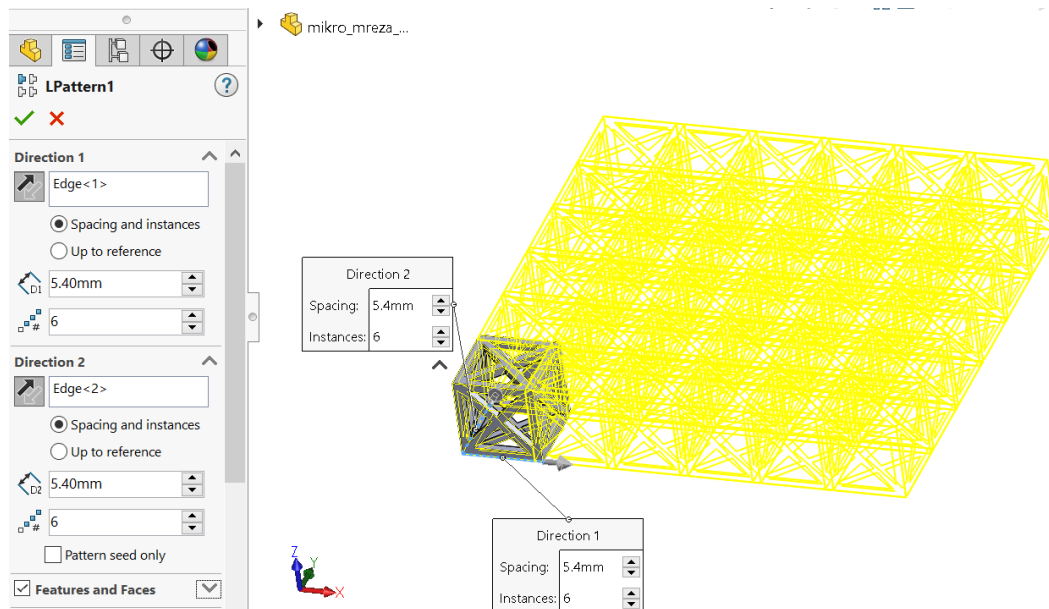 mikro_mreza_...
LPattern1
?
Direction 1
Edge<1>
Spacing and instances
Up to reference
D1 5.40mm
# 6
Direction 2
Edge<2>
Spacing and instances
Up to reference
D2 5.40mm
# 6
Pattern seed only
Features and Faces
Direction 2
Spacing: 5.4mm
Instances: 6
Direction 1
Spacing: 5.4mm
Instances: 6
Z
Y
X